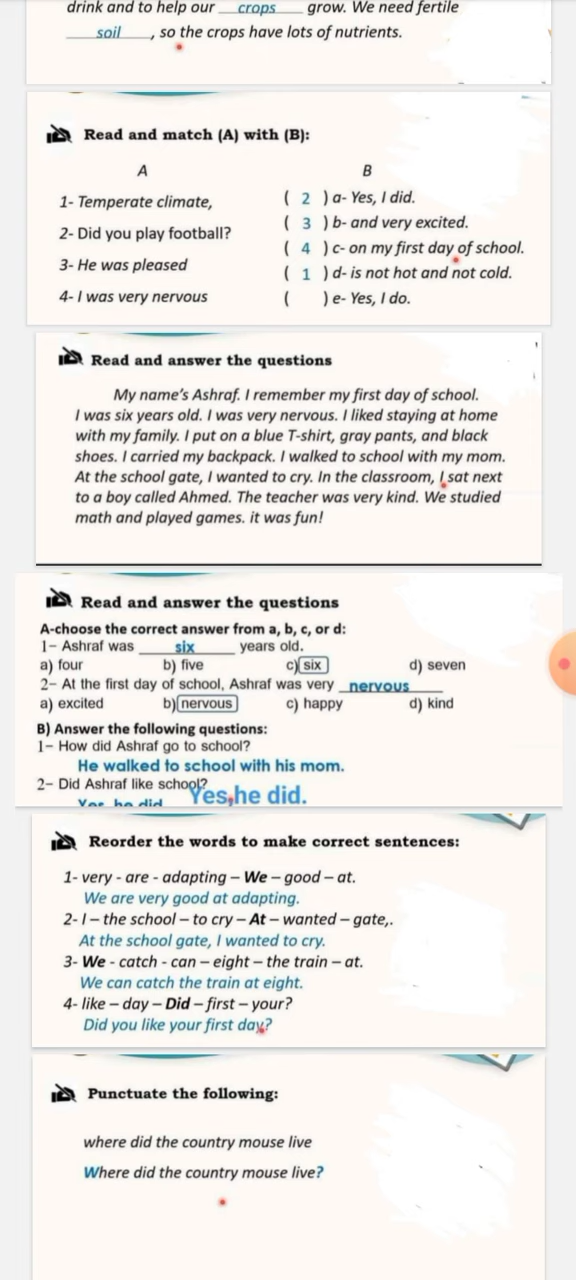 drink and to help our crops grow. We need fertile
soil , so the crops have lots of nutrients.
Read and match (A) with (B):
A B
1- Temperate climate, ( 2 ) a- Yes, I did.
2- Did you play football? ( 3 ) b- and very excited.
3- He was pleased ( 4 ) c- on my first day of school.
4- I was very nervous ( 1 ) d- is not hot and not cold.
( ) e- Yes, I do.
Read and answer the questions
My name's Ashraf. I remember my first day of school.
I was six years old. I was very nervous. I liked staying at home
with my family. I put on a blue T-shirt, gray pants, and black
shoes. I carried my backpack. I walked to school with my mom.
At the school gate, I wanted to cry. In the classroom, I sat next
to a boy called Ahmed. The teacher was very kind. We studied
math and played games. it was fun!
Read and answer the questions
A-choose the correct answer from a, b, c, or d:
1- Ashraf was six years old.
a) four b) five c) six d) seven
2- At the first day of school, Ashraf was very nervous
a) excited b) nervous c) happy d) kind
B) Answer the following questions:
1- How did Ashraf go to school?
He walked to school with his mom.
2- Did Ashraf like school?
Yes, he did Yes,he did.
Reorder the words to make correct sentences:
1- very - are - adapting – We – good – at.
We are very good at adapting.
2- I – the school – to cry – At – wanted – gate,.
At the school gate, I wanted to cry.
3- We - catch - can – eight – the train – at.
We can catch the train at eight.
4- like – day – Did – first – your?
Did you like your first day?
Punctuate the following:
where did the country mouse live
Where did the country mouse live?